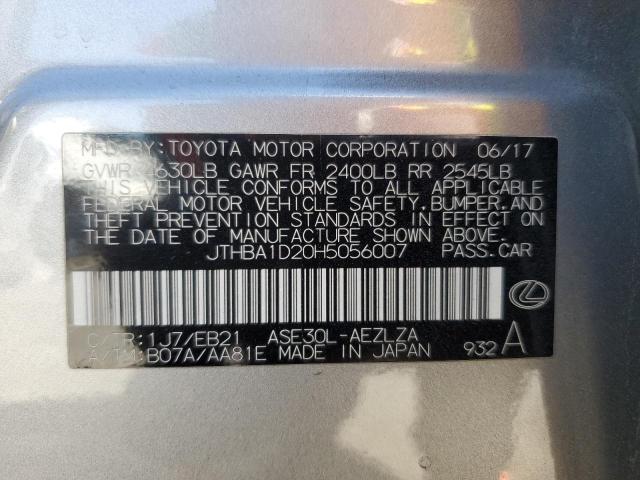 MFD. BY: TOYOTA MOTOR CORPORATION 06/17
GVWR 4630LB GAWR FR 2400LB RR 2545LB
THIS VEHICLE CONFORMS TO ALL APPLICABLE
FEDERAL MOTOR VEHICLE SAFETY, BUMPER, AND
THEFT PREVENTION STANDARDS IN EFFECT ON
THE DATE OF MANUFACTURE SHOWN ABOVE.
JTHBA1D20H5056007 PASS. CAR
C/TR: 1J7/EB21 ASE30L-AEZLZA
A/TM: B07A/AA81E MADE IN JAPAN 932 A